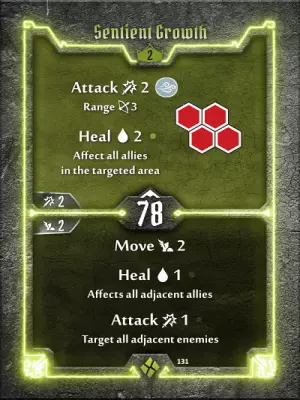 Sentient Growth
2
Attack 2
Range 3
Heal 2
Affect all allies
in the targeted area
2
2
78
Move 2
Heal 1
Affects all adjacent allies
Attack 1
Target all adjacent enemies
131